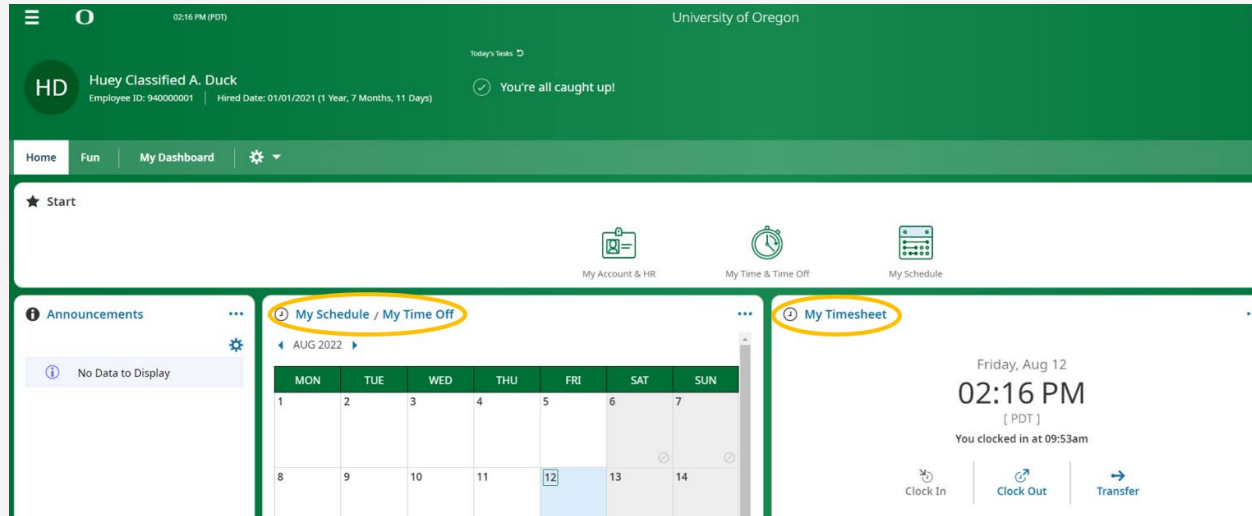 O 02:16 PM (PDT) University of Oregon
Today's Tasks
HD Huey Classified A. Duck
Employee ID: 940000001 | Hired Date: 01/01/2021 (1 Year, 7 Months, 11 Days)
You're all caught up!
Home Fun My Dashboard
Start
My Account & HR My Time & Time Off My Schedule
Announcements
No Data to Display
My Schedule / My Time Off
AUG 2022
MON TUE WED THU FRI SAT SUN
1 2 3 4 5 6 7
8 9 10 11 12 13 14
My Timesheet
Friday, Aug 12
02:16 PM
[ PDT ]
You clocked in at 09:53am
Clock In Clock Out Transfer